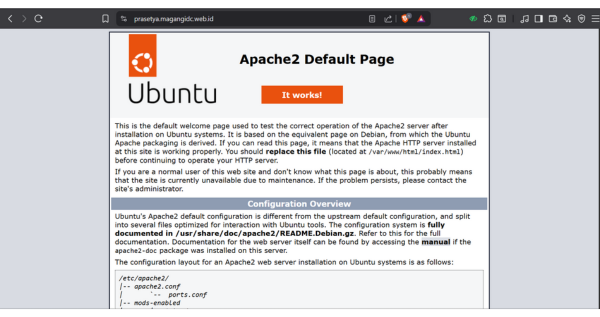 prasetya.magangidc.web.id
Apache2 Default Page
Ubuntu
It works!
This is the default welcome page used to test the correct operation of the Apache2 server after
installation on Ubuntu systems. It is based on the equivalent page on Debian, from which the Ubuntu
Apache packaging is derived. If you can read this page, it means that the Apache HTTP server installed
at this site is working properly. You should replace this file (located at /var/www/html/index.html)
before continuing to operate your HTTP server.
If you are a normal user of this web site and don't know what this page is about, this probably means
that the site is currently unavailable due to maintenance. If the problem persists, please contact the
site's administrator.
Configuration Overview
Ubuntu's Apache2 default configuration is different from the upstream default configuration, and split
into several files optimized for interaction with Ubuntu tools. The configuration system is fully
documented in /usr/share/doc/apache2/README.Debian.gz. Refer to this for the full
documentation. Documentation for the web server itself can be found by accessing the manual if the
apache2-doc package was installed on this server.
The configuration layout for an Apache2 web server installation on Ubuntu systems is as follows:
/etc/apache2/
|-- apache2.conf
|       `--  ports.conf
|-- mods-enabled